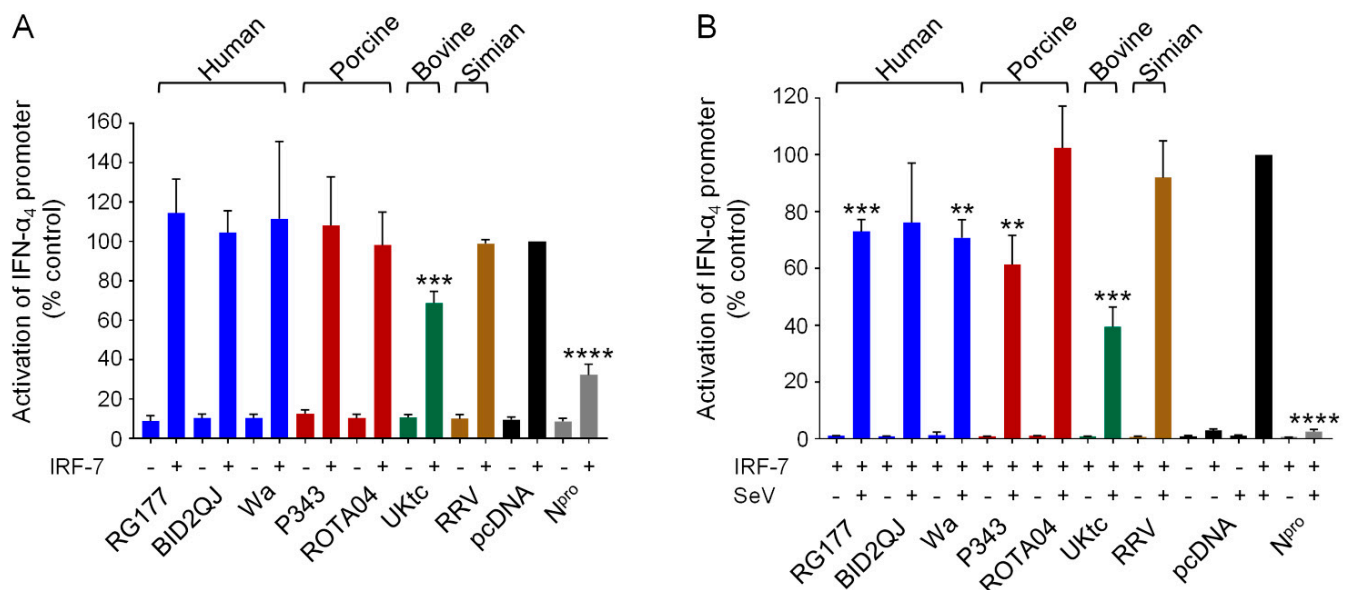 A
Human Porcine Bovine Simian
Activation of IFN-α4 promoter
(% control)
160
140
120
100
80
60
40
20
0
***
****
IRF-7 - + - + - + - + - + - + - + - + - +
RG177 BID2QJ Wa P343 ROTA04 UKtc RRV pcDNA Npro
B
Human Porcine Bovine Simian
Activation of IFN-α4 promoter
(% control)
120
100
80
60
40
20
0
*** ** ** *** ****
IRF-7 + + + + + + + + + + + + + + - + - + + +
SeV - + - + - + - + - + - + - + - - + + - +
RG177 BID2QJ Wa P343 ROTA04 UKtc RRV pcDNA Npro